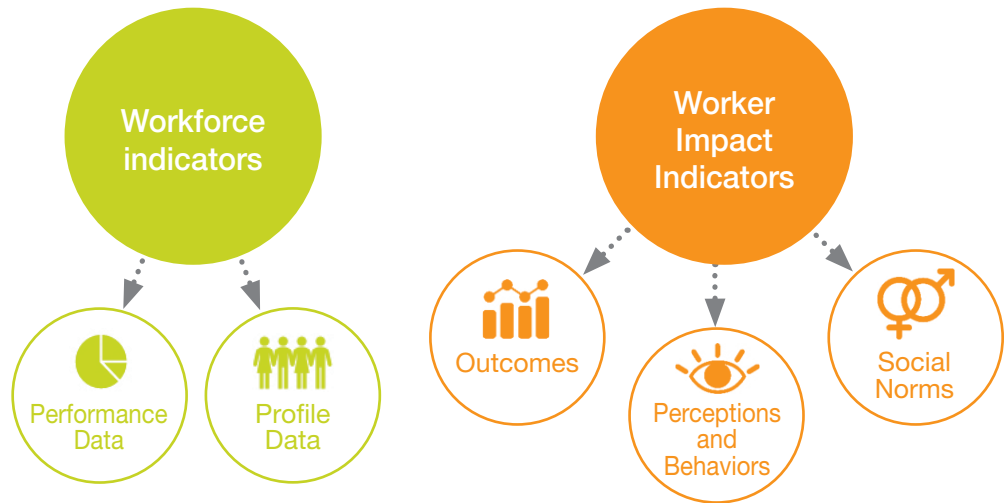 Workforce
indicators
Performance
Data
Profile
Data
Worker
Impact
Indicators
Outcomes
Perceptions
and
Behaviors
Social
Norms